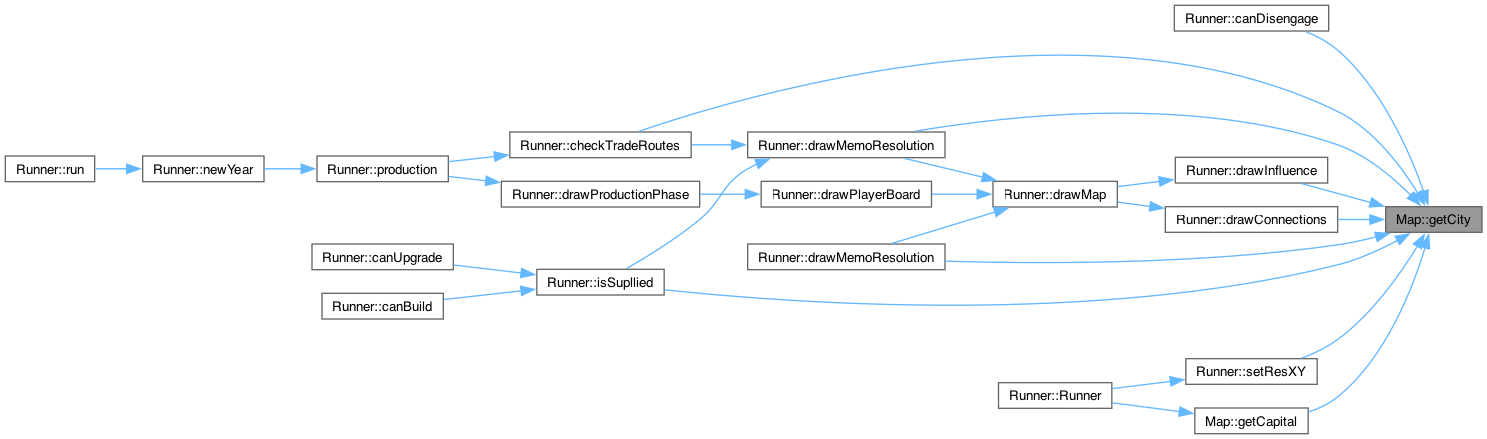 Runner::canDisengage
Runner::checkTradeRoutes
Runner::drawMemoResolution
Runner::run
Runner::newYear
Runner::production
Runner::drawInfluence
Runner::drawProductionPhase
Runner::drawPlayerBoard
Runner::drawMap
Runner::drawConnections
Map::getCity
Runner::canUpgrade
Runner::drawMemoResolution
Runner::isSupllied
Runner::canBuild
Runner::setResXY
Runner::Runner
Map::getCapital